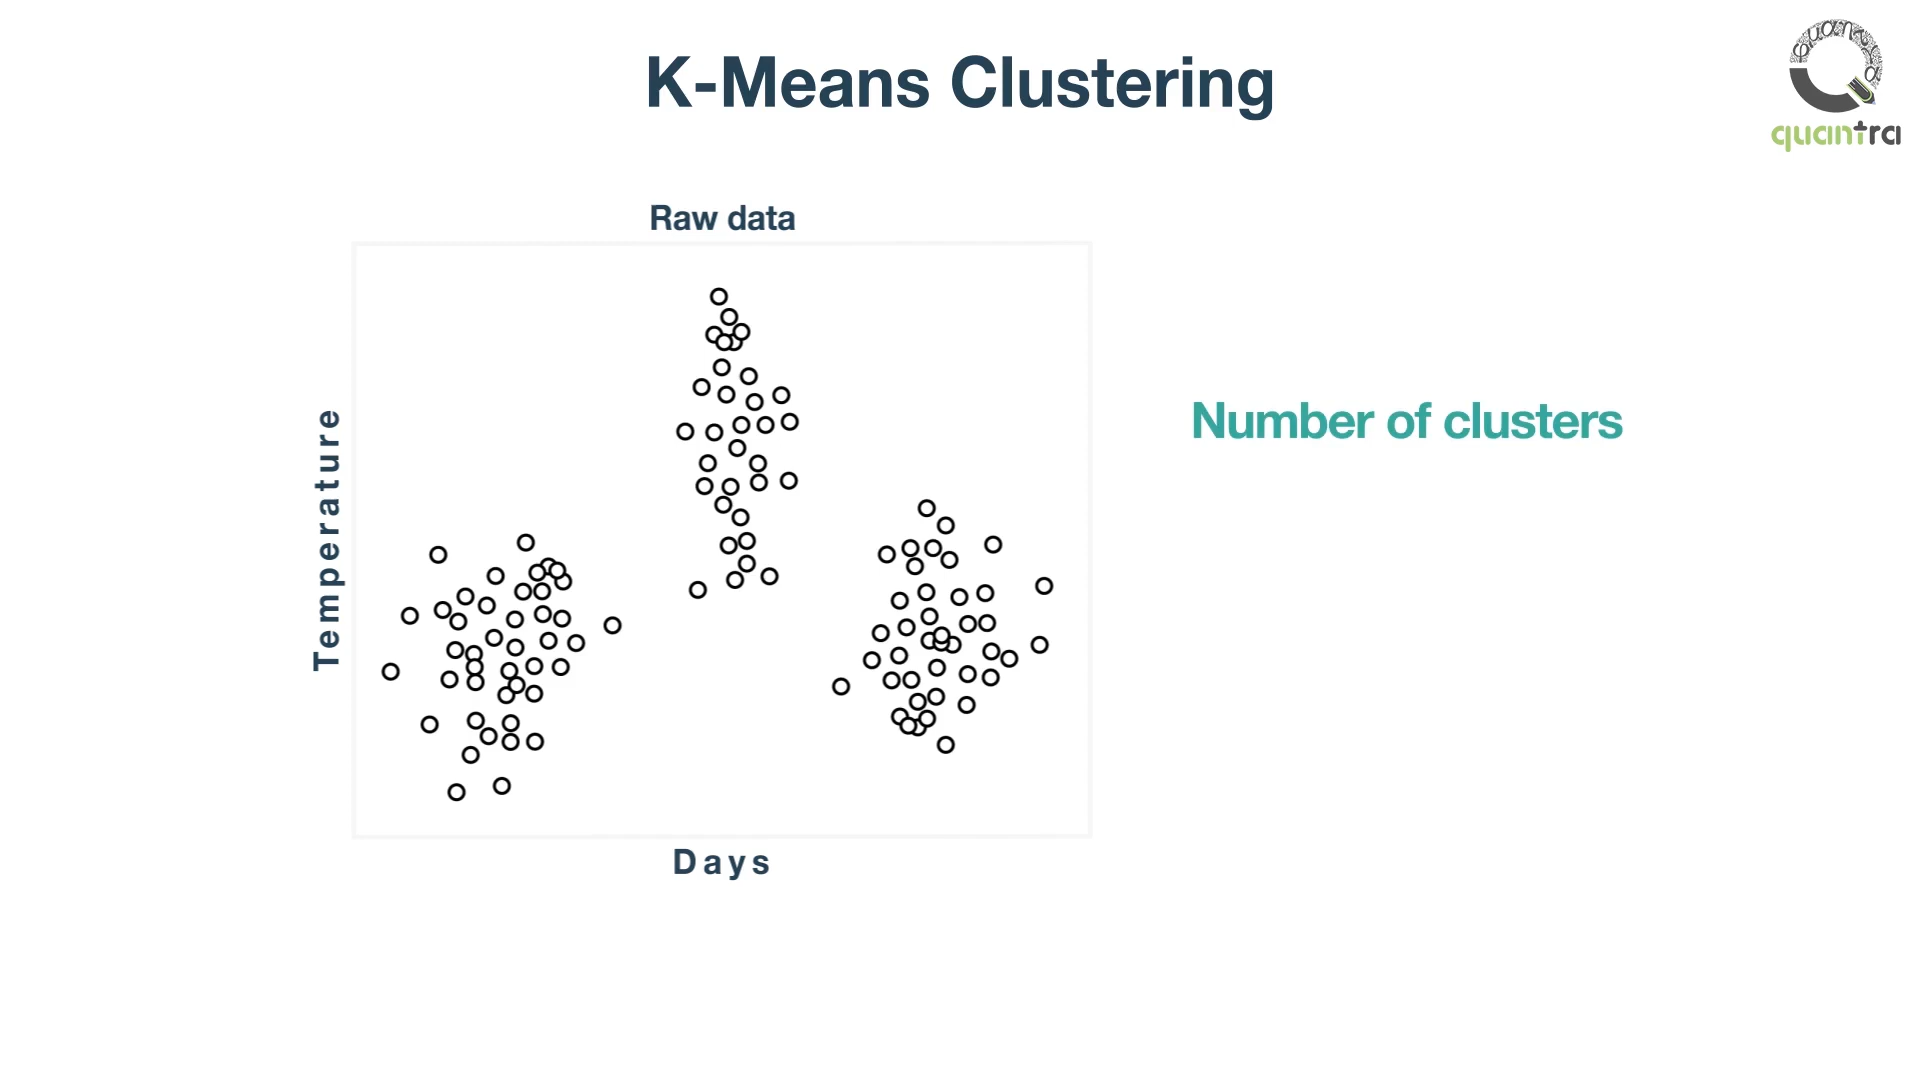 K-Means Clustering
quantra
Raw data
Temperature
Number of clusters
Days